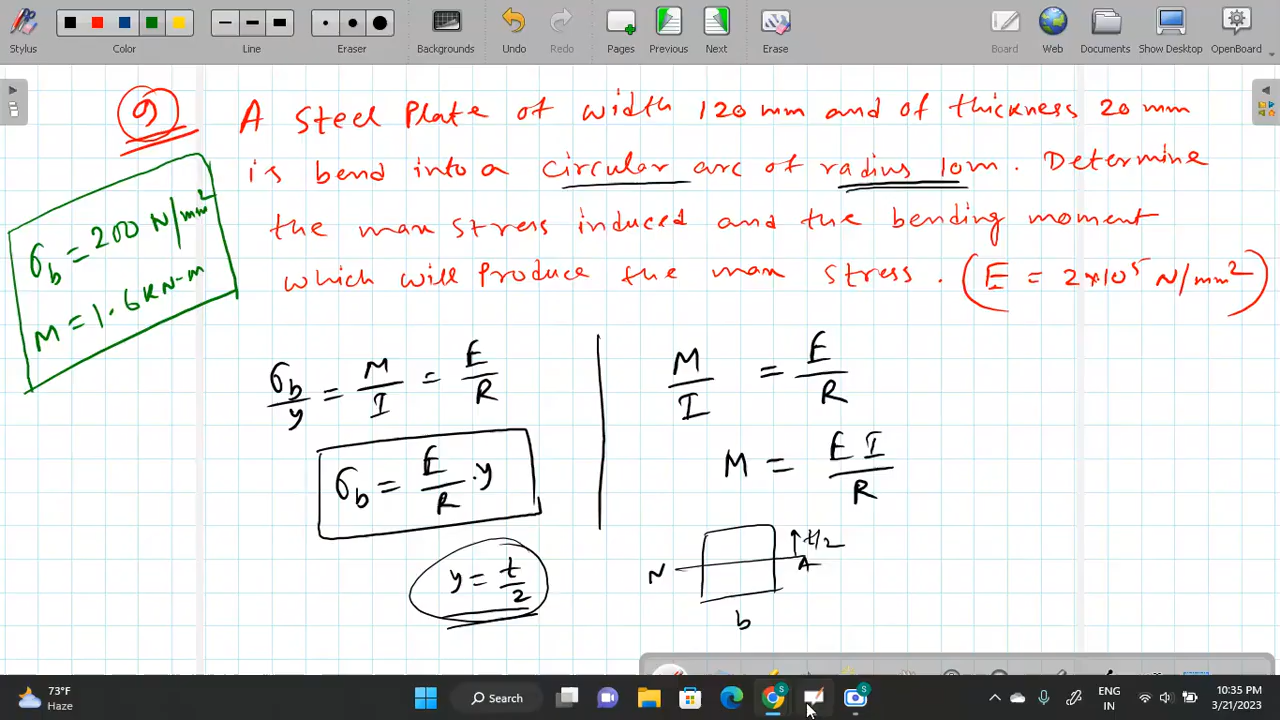 Stylus
Color
Line
Eraser
Backgrounds
Undo
Redo
Pages
Previous
Next
Erase
Board
Web
Documents
Show Desktop
OpenBoard
9) A Steel Plate of width 120 mm and of thickness 20 mm
is bend into a circular arc of radius 10m. Determine
the max stress induced and the bending moment
which will Produce the max stress. (E = 2×10⁵ N/mm²)
σb = 200 N/mm²
M = 1.6 KN-m
σb/y = M/I = E/R
σb = E/R · y
y = t/2
M/I = E/R
M = E I/R
t/2
N A
b
73°F
Haze
Search
ENG
IN
10:35 PM
3/21/2023